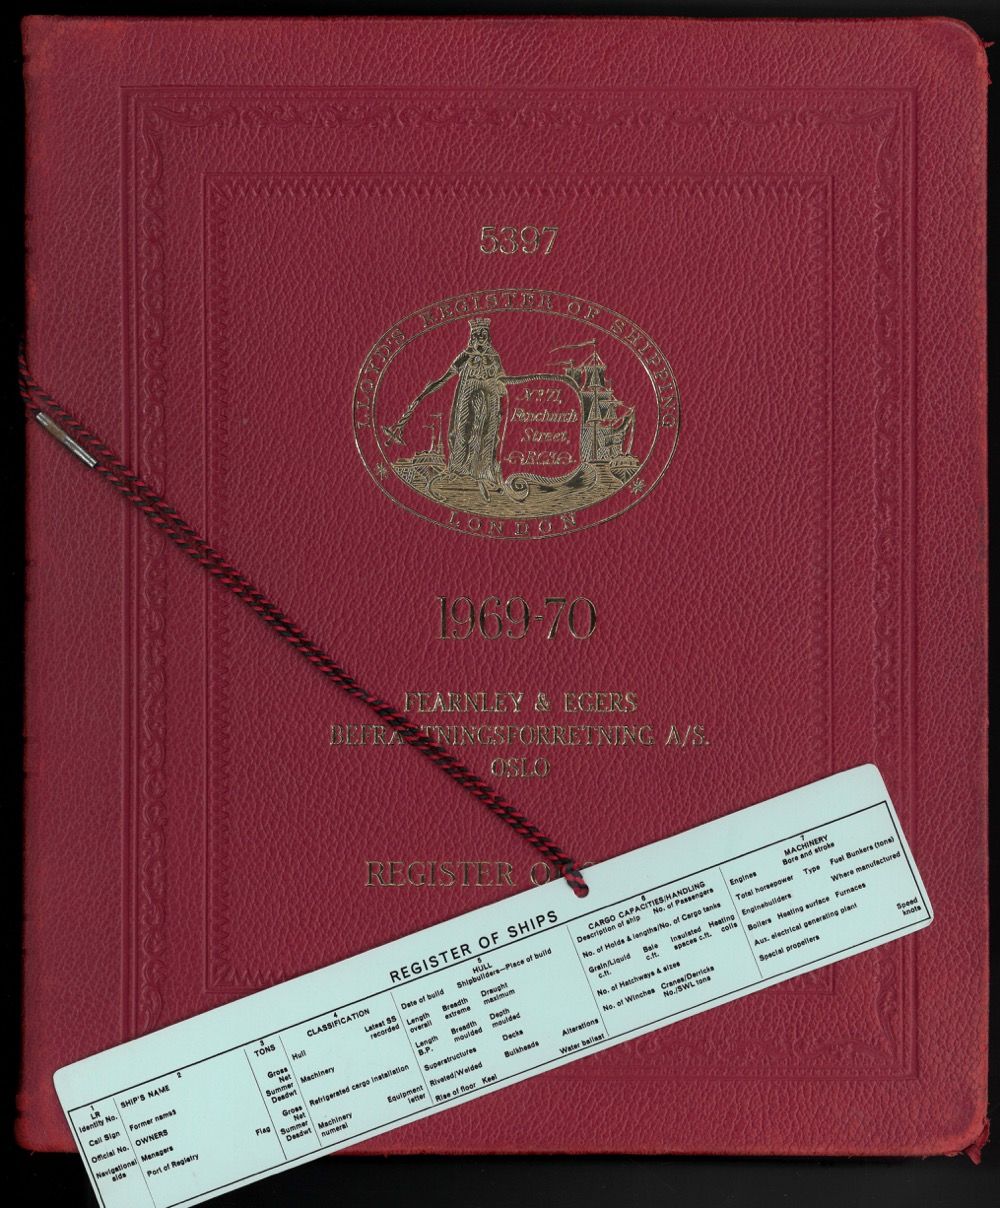 5397
LLOYD'S REGISTER OF SHIPPING
No. 71,
Fenchurch
Street,
E.C.3.
LONDON
1969-70
FEARNLEY & EGERS
BEFRA TNINGSFORRETNING A/S.
OSLO
REGISTER O
REGISTER OF SHIPS
1
LR
Identity No.
Call Sign
Official No.
Navigational
aids
2
SHIP'S NAME
Former names
OWNERS
Managers
Port of Registry
Flag
3
TONS
Gross
Net
Summer
Deadwt
Gross
Net
Summer
Deadwt
4
CLASSIFICATION
Hull
Latest SS
recorded
Machinery
Refrigerated cargo installation
Machinery
numeral
Equipment
letter
5
HULL
Date of build Shipbuilders—Place of build
Length Breadth Draught
overall extreme maximum
Length Breadth Depth
B.P. moulded moulded
Superstructures Decks
Riveted/Welded Bulkheads Alterations
Rise of floor Keel Water ballast
6
CARGO CAPACITIES/HANDLING
Description of ship No. of Passengers
No. of Holds & lengths/No. of Cargo tanks
Grain/Liquid Bale Insulated Heating
c.ft. c.ft. spaces c.ft. coils
No. of Hatchways & sizes
No. of Winches Cranes/Derricks
No./SWL tons
7
MACHINERY
Engines Bore and stroke
Total horsepower Type Fuel Bunkers (tons)
Enginebuilders Where manufactured
Boilers Heating surface Furnaces
Aux. electrical generating plant
Special propellers Speed
knots